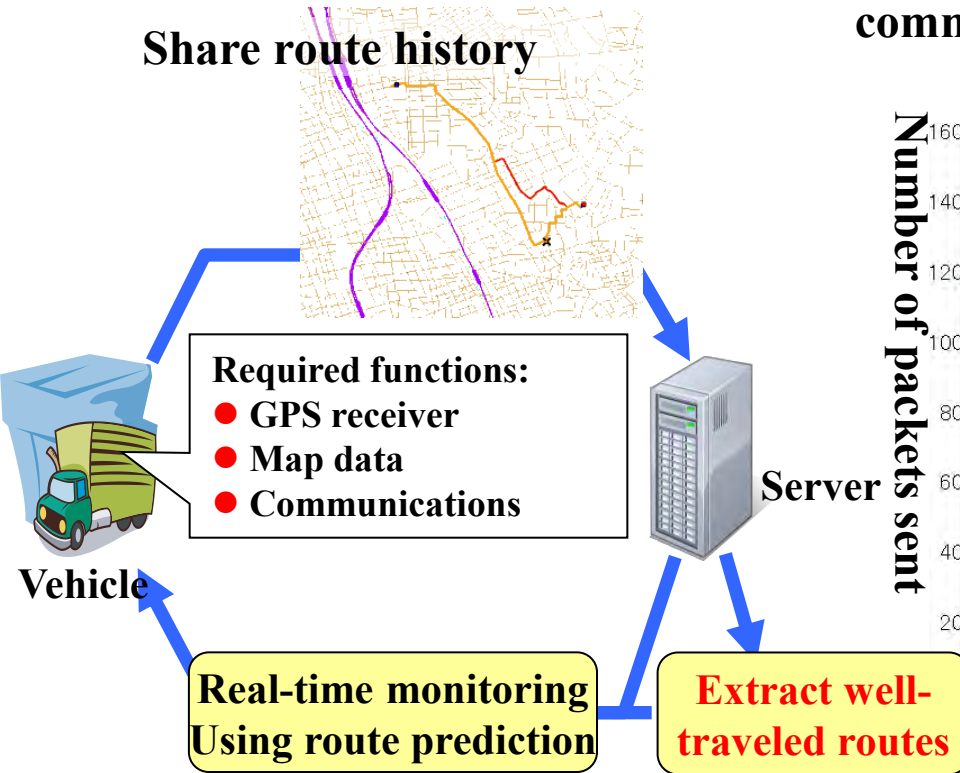 Share route history
comm
Number of packets sent
160
140
120
100
80
60
40
20
Required functions:
GPS receiver
Map data
Communications
Server
Vehicle
Real-time monitoring
Using route prediction
Extract well-
traveled routes